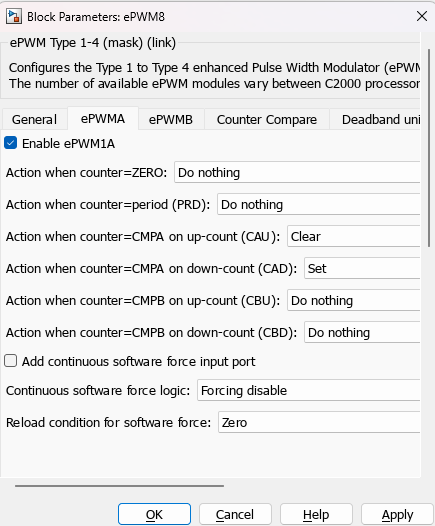 Block Parameters: ePWM8
ePWM Type 1-4 (mask) (link)
Configures the Type 1 to Type 4 enhanced Pulse Width Modulator (ePWM
The number of available ePWM modules vary between C2000 processor
General ePWMA ePWMB Counter Compare Deadband uni
Enable ePWM1A
Action when counter=ZERO: Do nothing
Action when counter=period (PRD): Do nothing
Action when counter=CMPA on up-count (CAU): Clear
Action when counter=CMPA on down-count (CAD): Set
Action when counter=CMPB on up-count (CBU): Do nothing
Action when counter=CMPB on down-count (CBD): Do nothing
Add continuous software force input port
Continuous software force logic: Forcing disable
Reload condition for software force: Zero
OK Cancel Help Apply